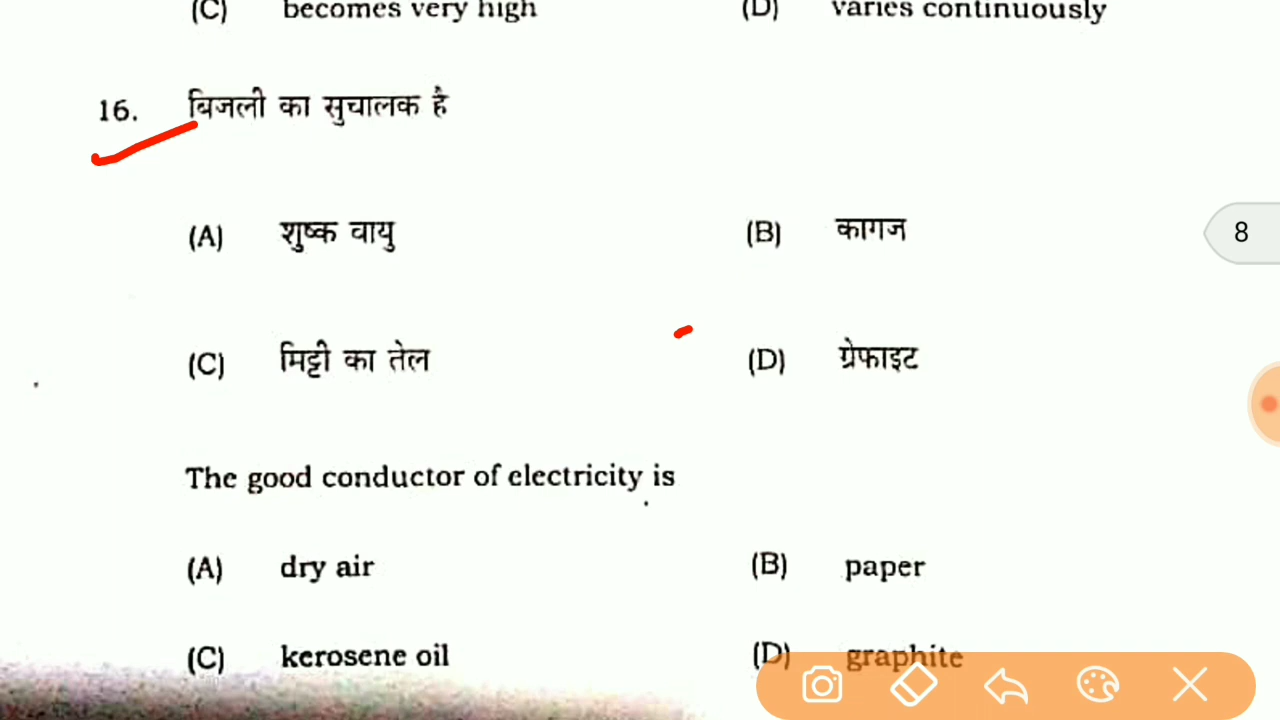 (C) becomes very high (D) varies continuously
16. बिजली का सुचालक है
(A) शुष्क वायु (B) कागज
8
(C) मिट्टी का तेल (D) ग्रेफाइट
The good conductor of electricity is
(A) dry air (B) paper
(C) kerosene oil (D) graphite